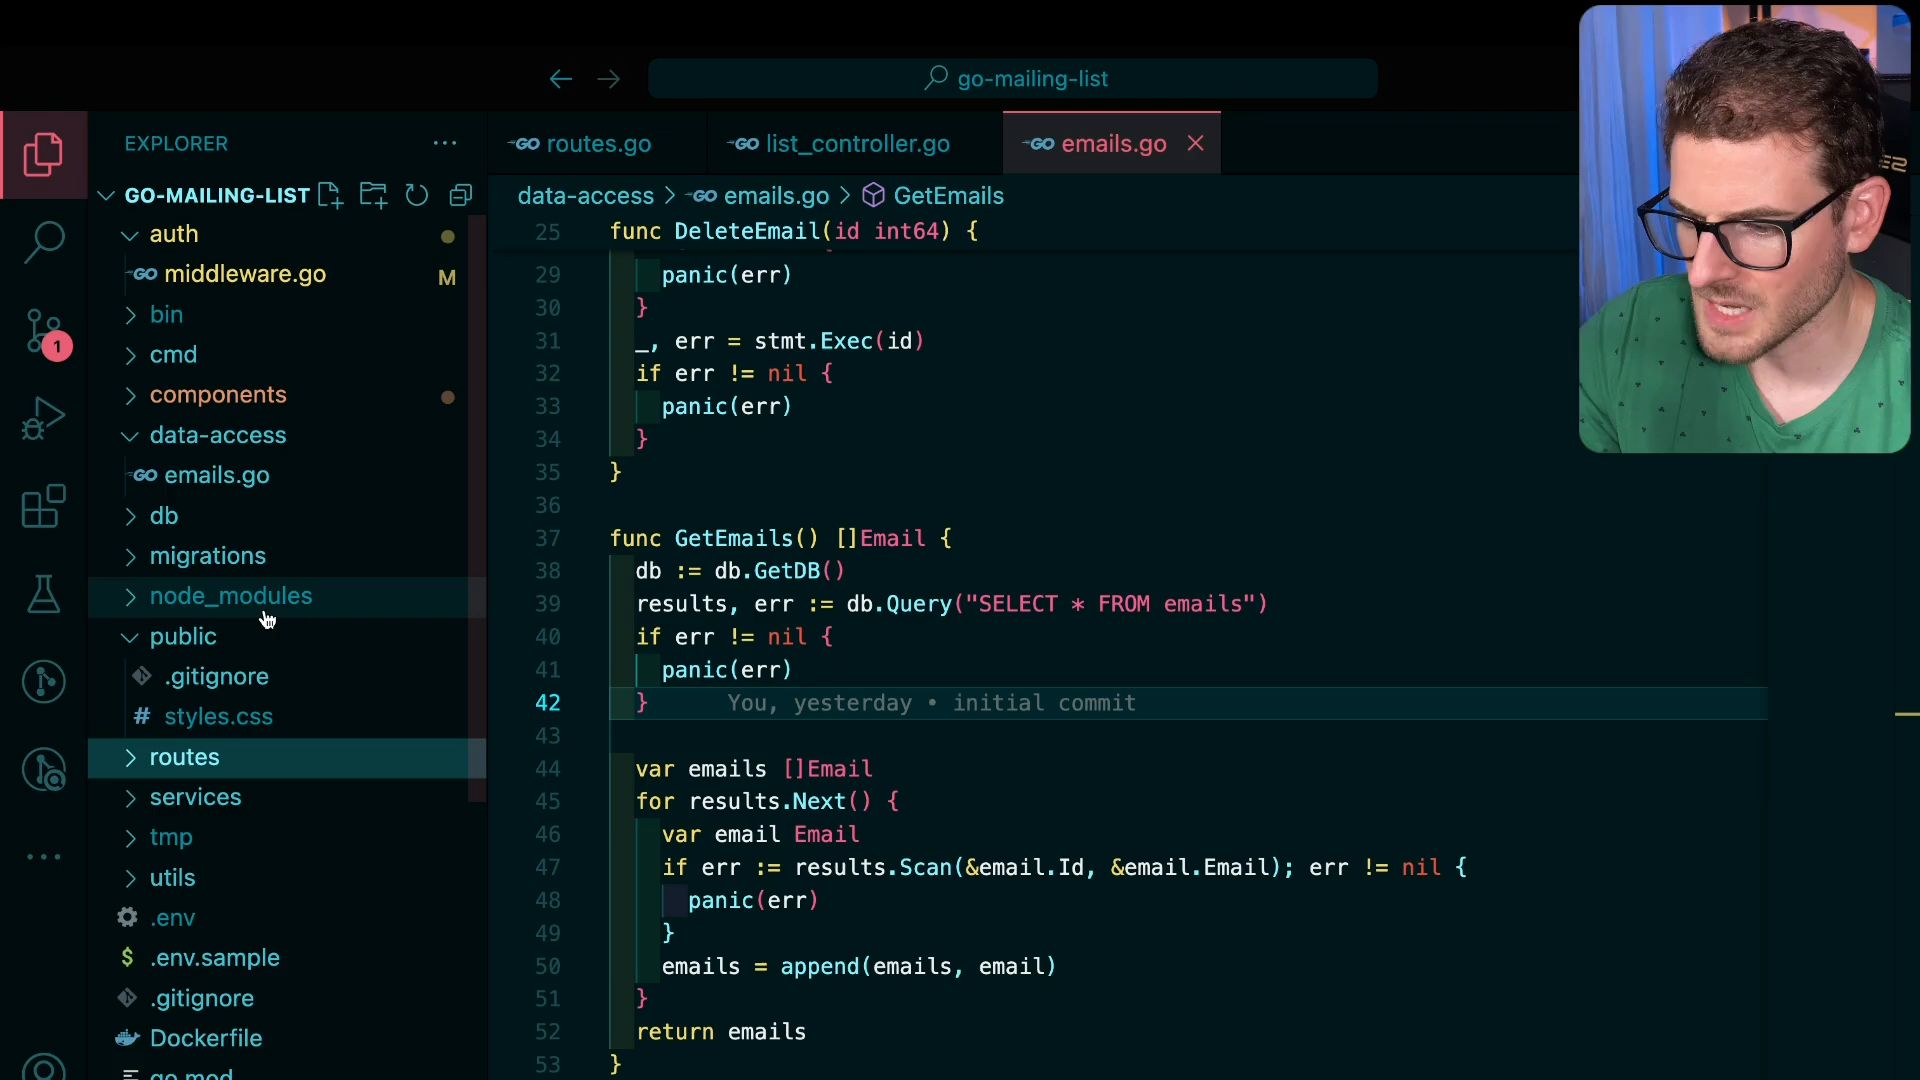 go-mailing-list
EXPLORER
GO-MAILING-LIST
auth
middleware.go
M
bin
cmd
components
data-access
emails.go
db
migrations
node_modules
public
.gitignore
# styles.css
routes
services
tmp
utils
.env
$ .env.sample
.gitignore
Dockerfile
go.mod
1
GO routes.go
GO list_controller.go
GO emails.go
data-access > GO emails.go > GetEmails
25 func DeleteEmail(id int64) {
29 panic(err)
30 }
31 _, err = stmt.Exec(id)
32 if err != nil {
33 panic(err)
34 }
35 }
36
37 func GetEmails() []Email {
38 db := db.GetDB()
39 results, err := db.Query("SELECT * FROM emails")
40 if err != nil {
41 panic(err)
42 } You, yesterday • initial commit
43
44 var emails []Email
45 for results.Next() {
46 var email Email
47 if err := results.Scan(&email.Id, &email.Email); err != nil {
48 panic(err)
49 }
50 emails = append(emails, email)
51 }
52 return emails
53 }